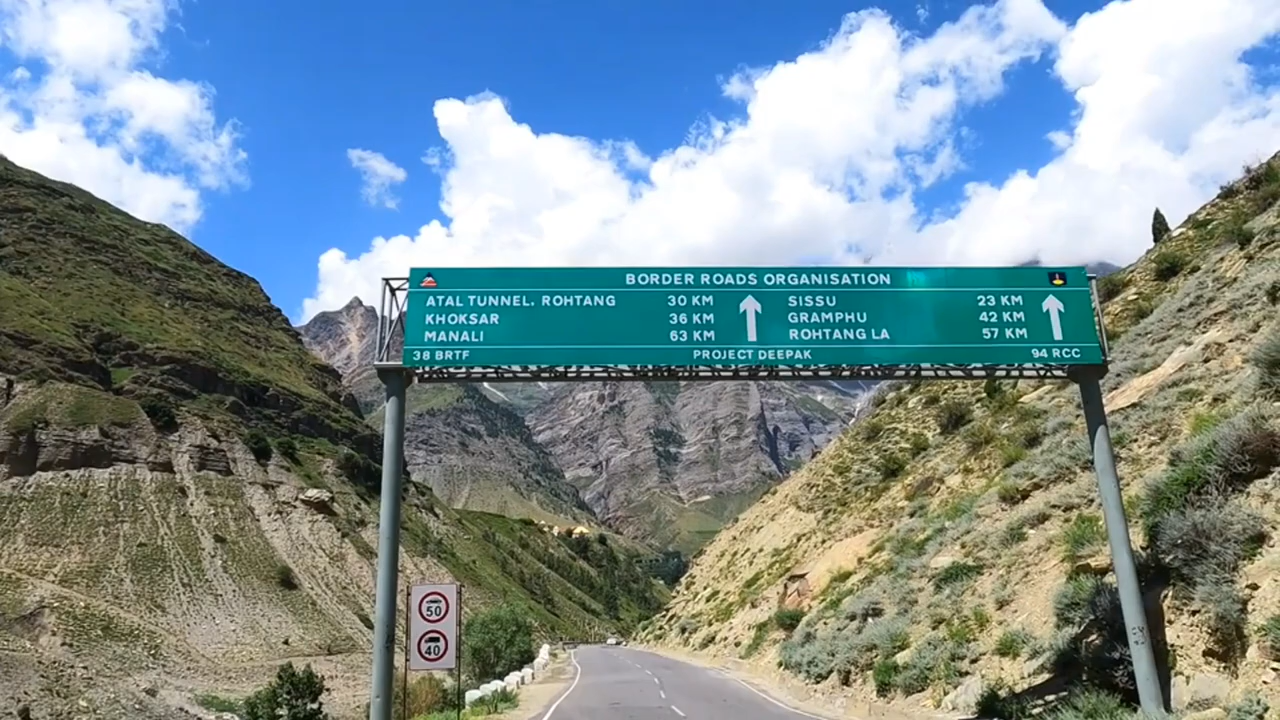 BORDER ROADS ORGANISATION
ATAL TUNNEL. ROHTANG 30 KM
KHOKSAR 36 KM
MANALI 63 KM
SISSU 23 KM
GRAMPHU 42 KM
ROHTANG LA 57 KM
38 BRTF PROJECT DEEPAK 94 RCC
50
40